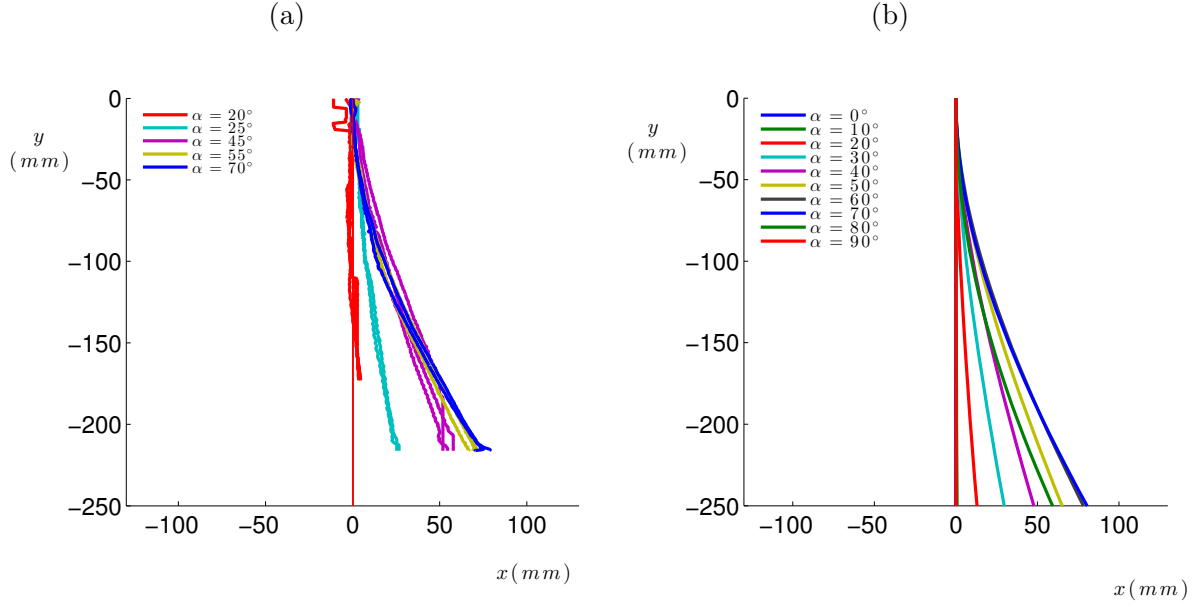 (a)
(b)
0
−50
−100
−150
−200
−250
−100
−50
0
50
100
y
(mm)
x(mm)
α = 20°
α = 25°
α = 45°
α = 55°
α = 70°
0
−50
−100
−150
−200
−250
−100
−50
0
50
100
y
(mm)
x(mm)
α = 0°
α = 10°
α = 20°
α = 30°
α = 40°
α = 50°
α = 60°
α = 70°
α = 80°
α = 90°